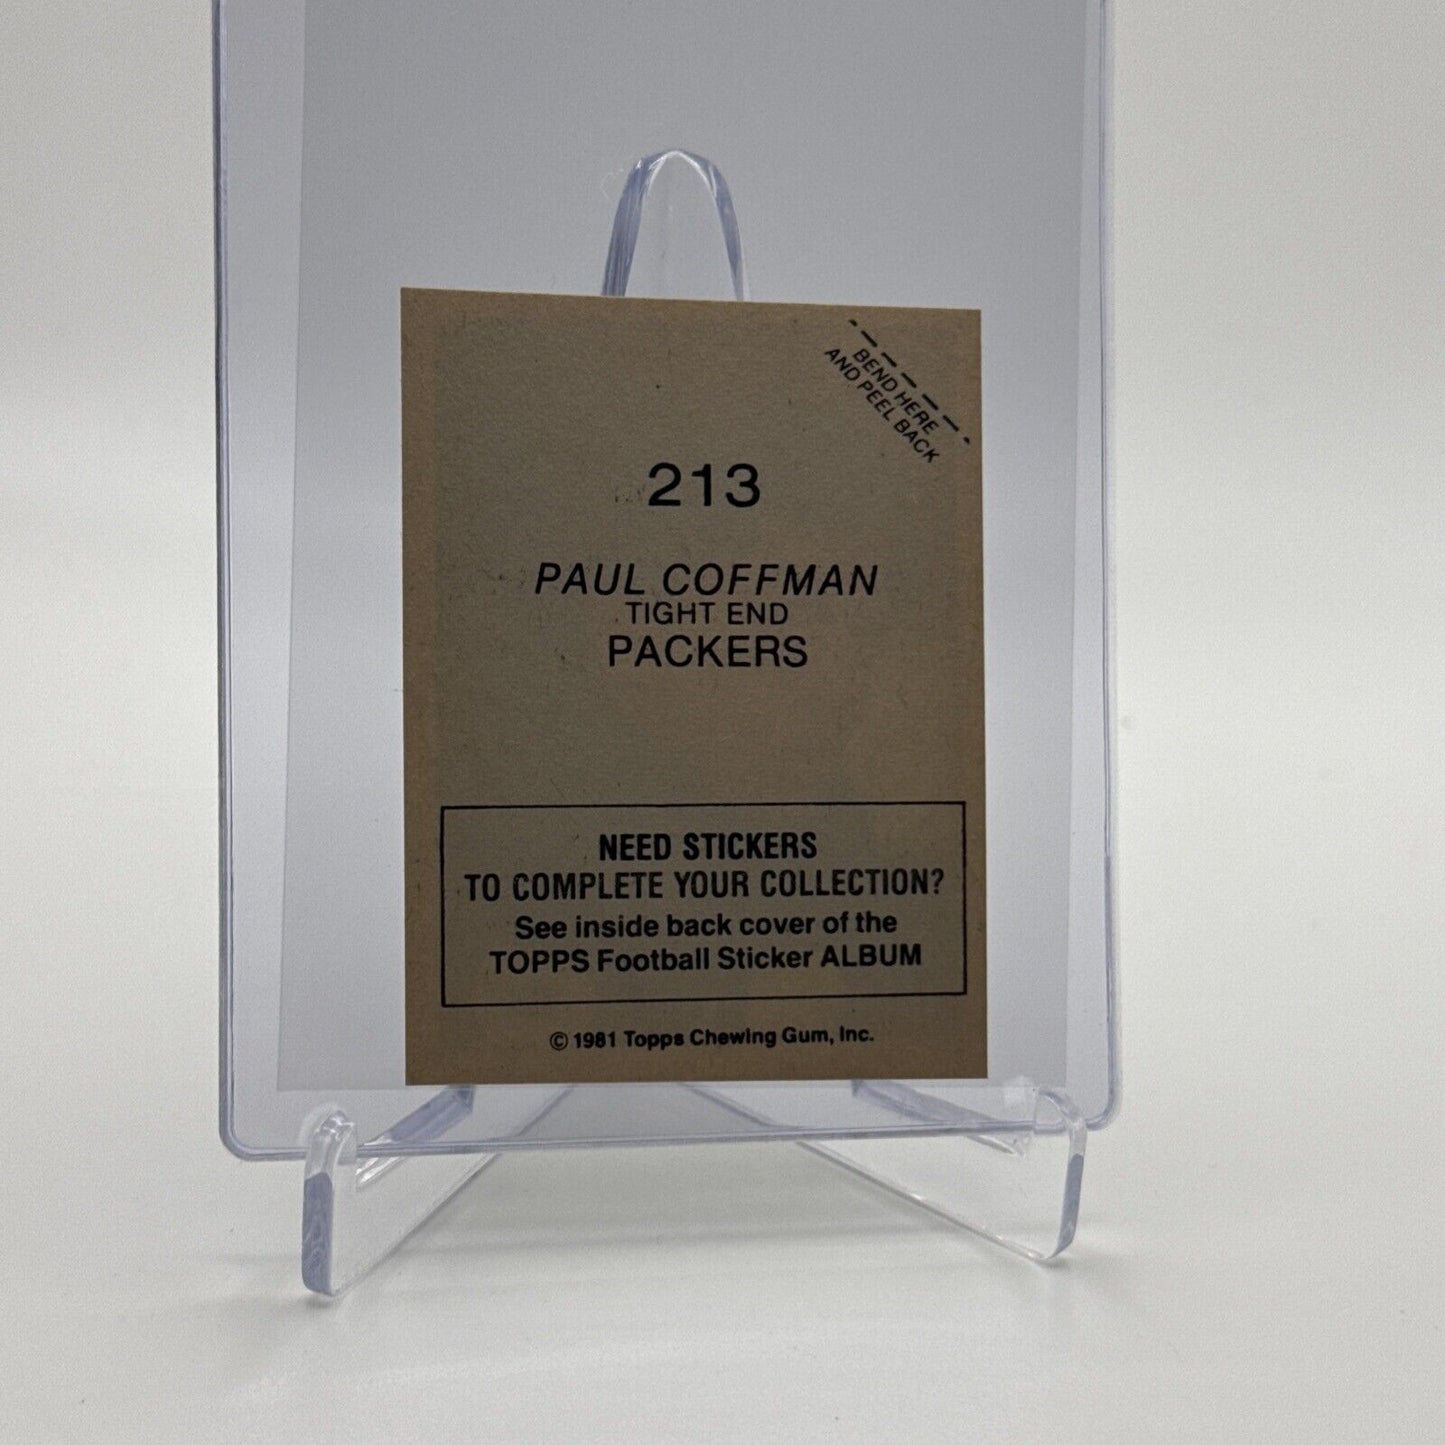 BEND HERE
AND PEEL BACK
213
PAUL COFFMAN
TIGHT END
PACKERS
NEED STICKERS
TO COMPLETE YOUR COLLECTION?
See inside back cover of the
TOPPS Football Sticker ALBUM
© 1981 Topps Chewing Gum, Inc.